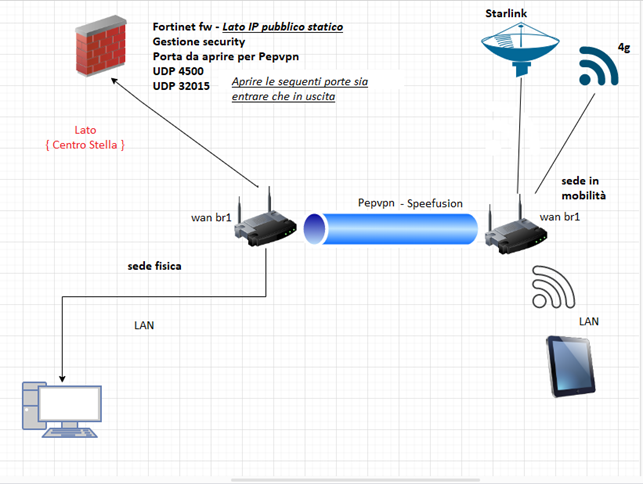 Starlink
Fortinet fw - Lato IP pubblico statico
Gestione security
Porta da aprire per Pepvpn
UDP 4500
UDP 32015
Aprire le sequenti porte sia
entrare che in uscita
4g
Lato
{ Centro Stella }
sede in
mobilità
wan br1
Pepvpn - Speefusion
wan br1
sede fisica
LAN
LAN